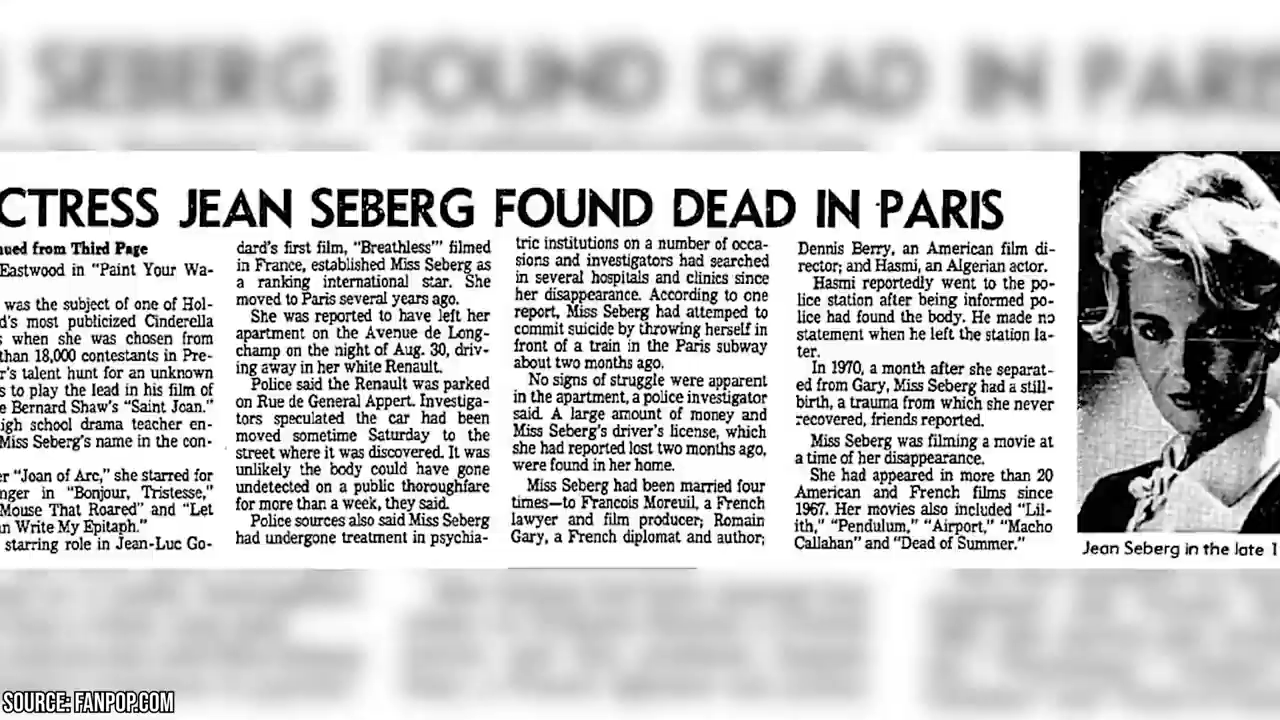 SEBERG FOUND DEAD IN PARIS
CTRESS JEAN SEBERG FOUND DEAD IN PARIS
nued from Third Page
Eastwood in "Paint Your Wa-
was the subject of one of Hol-
d's most publicized Cinderella
s when she was chosen from
than 18,000 contestants in Pre-
r's talent hunt for an unknown
s to play the lead in his film of
e Bernard Shaw's "Saint Joan."
igh school drama teacher en-
Miss Seberg's name in the con-
er "Joan of Arc," she starred for
nger in "Bonjour, Tristesse,"
Mouse That Roared" and "Let
n Write My Epitaph."
starring role in Jean-Luc Go-
dard's first film, "Breathless"' filmed
in France, established Miss Seberg as
a ranking international star. She
moved to Paris several years ago.
She was reported to have left her
apartment on the Avenue de Long-
champ on the night of Aug. 30, driv-
ing away in her white Renault.
Police said the Renault was parked
on Rue de General Appert. Investiga-
tors speculated the car had been
moved sometime Saturday to the
street where it was discovered. It was
unlikely the body could have gone
undetected on a public thoroughfare
for more than a week, they said.
Police sources also said Miss Seberg
had undergone treatment in psychia-
tric institutions on a number of occa-
sions and investigators had searched
in several hospitals and clinics since
her disappearance. According to one
report, Miss Seberg had attemped to
commit suicide by throwing herself in
front of a train in the Paris subway
about two months ago.
No signs of struggle were apparent
in the apartment, a police investigator
said. A large amount of money and
Miss Seberg's driver's license, which
she had reported lost two months ago,
were found in her home.
Miss Seberg had been married four
times—to Francois Moreuil, a French
lawyer and film producer; Romain
Gary, a French diplomat and author;
Dennis Berry, an American film di-
rector; and Hasmi, an Algerian actor.
Hasmi reportedly went to the po-
lice station after being informed po-
lice had found the body. He made no
statement when he left the station la-
ter.
In 1970, a month after she separat-
ed from Gary, Miss Seberg had a still-
birth, a trauma from which she never
recovered, friends reported.
Miss Seberg was filming a movie at
a time of her disappearance.
She had appeared in more than 20
American and French films since
1967. Her movies also included "Lil-
ith," "Pendulum," "Airport," "Macho
Callahan" and "Dead of Summer."
Jean Seberg in the late 1
SOURCE: FANPOP.COM